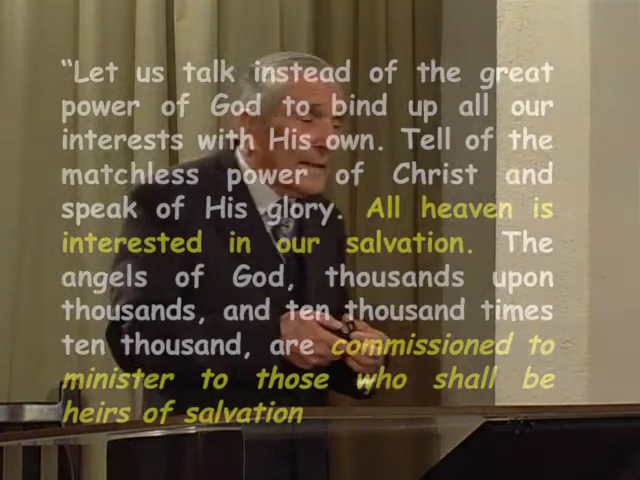 “Let us talk instead of the great
power of God to bind up all our
interests with His own. Tell of the
matchless power of Christ and
speak of His glory. All heaven is
interested in our salvation. The
angels of God, thousands upon
thousands, and ten thousand times
ten thousand, are commissioned to
minister to those who shall be
heirs of salvation